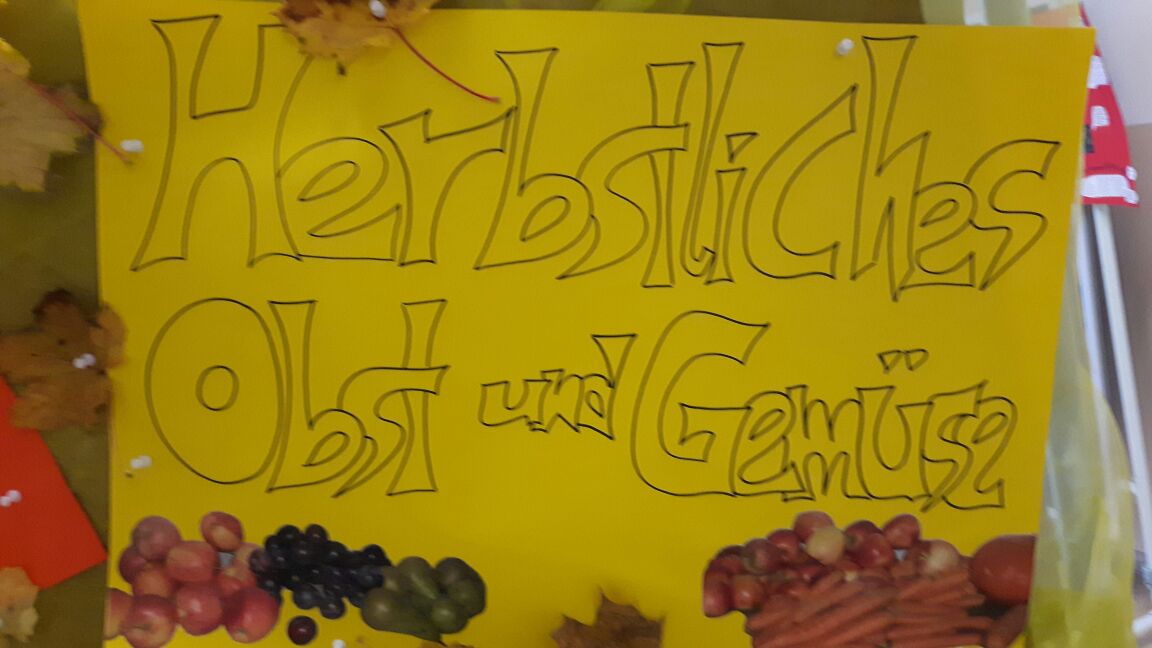 Herbstliches
Obst und Gemüse